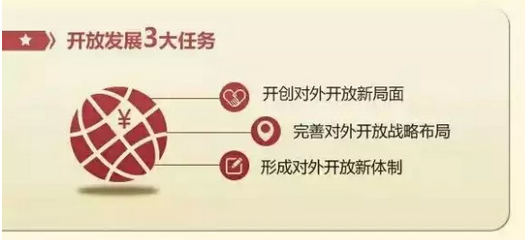 开放发展3大任务
¥
开创对外开放新局面
完善对外开放战略布局
形成对外开放新体制